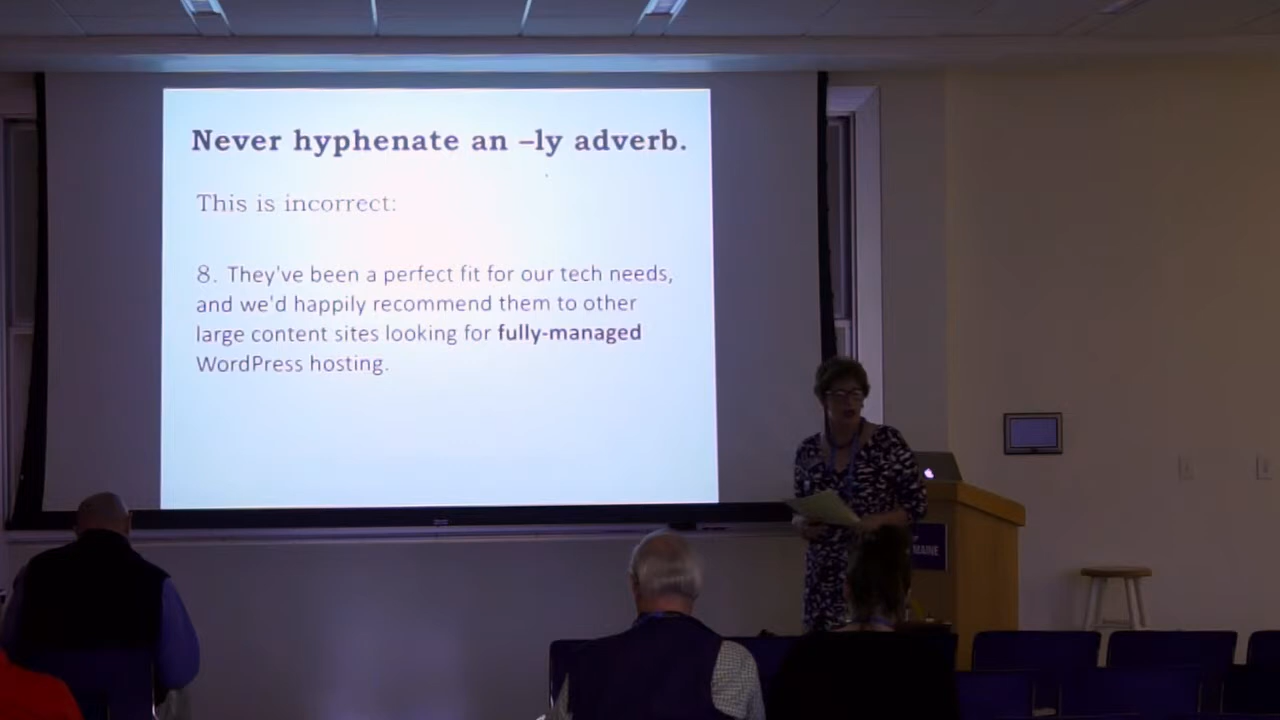 Never hyphenate an –ly adverb.
This is incorrect:
8. They've been a perfect fit for our tech needs,
and we'd happily recommend them to other
large content sites looking for fully-managed
WordPress hosting.
MAINE